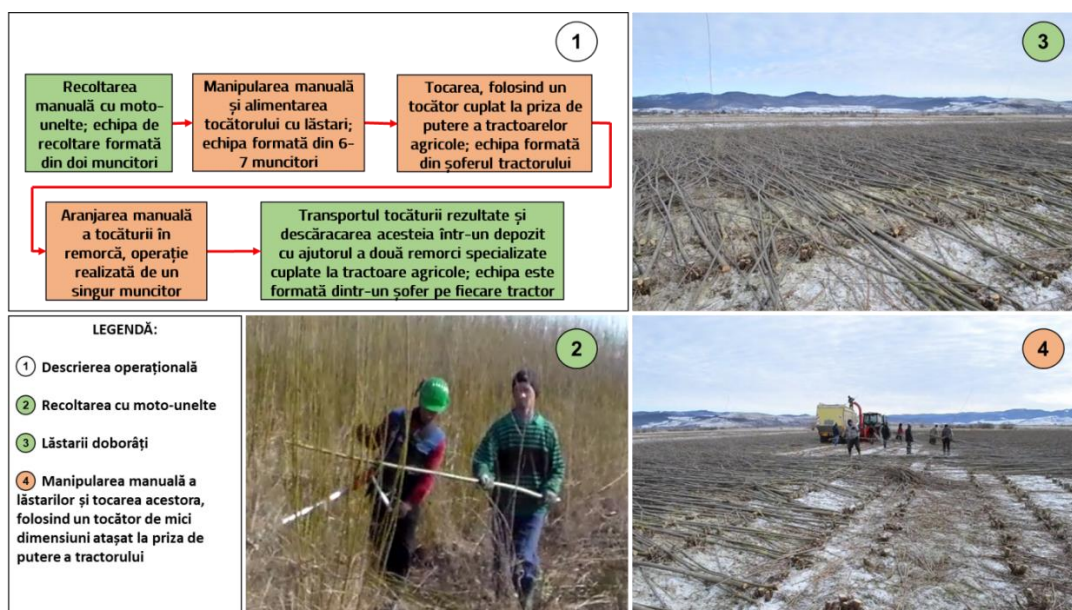 1
Recoltarea
manuală cu moto-
unelte; echipa de
recoltare formată
din doi muncitori
Manipularea manuală
și alimentarea
tocătorului cu lăstari;
echipa formată din 6-
7 muncitori
Tocarea, folosind un
tocător cuplat la priza de
putere a tractoarelor
agricole; echipa formată
din șoferul tractorului
Aranjarea manuală
a tocăturii în
remorcă, operație
realizată de un
singur muncitor
Transportul tocăturii rezultate și
descăracarea acesteia într-un depozit
cu ajutorul a două remorci specializate
cuplate la tractoare agricole; echipa este
formată dintr-un șofer pe fiecare tractor
3
LEGENDĂ:
1 Descrierea operațională
2 Recoltarea cu moto-unelte
3 Lăstarii doborâți
4 Manipularea manuală a
lăstarilor și tocarea acestora,
folosind un tocător de mici
dimensiuni atașat la priza de
putere a tractorului
2
4